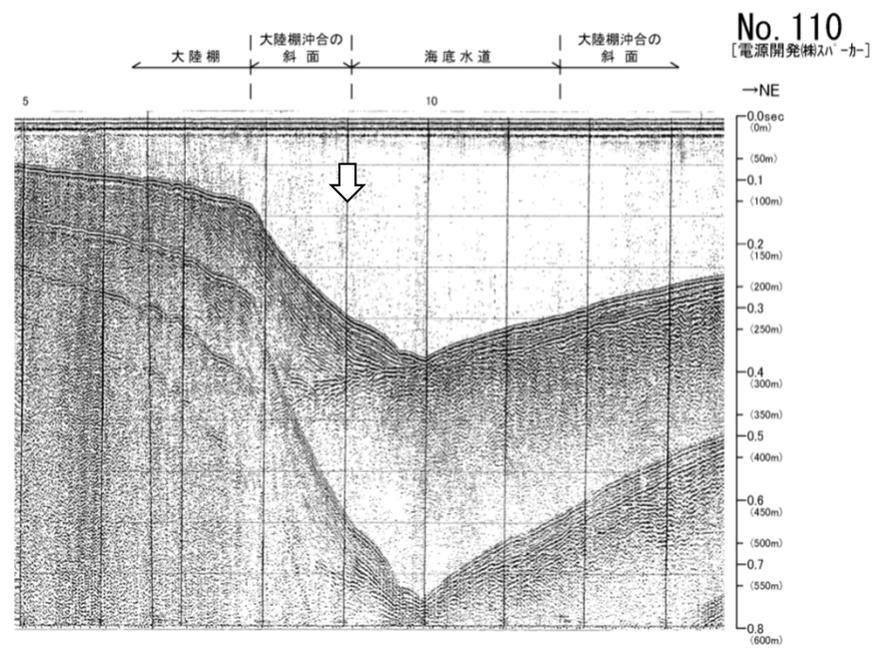 No. 110
[電源開発㈱ｽﾊﾟｰｶｰ]
大陸棚
大陸棚沖合の
斜 面
海底水道
大陸棚沖合の
斜 面
→NE
5
10
0.0sec
(0m)
(50m)
0.1
(100m)
0.2
(150m)
(200m)
0.3
(250m)
0.4
(300m)
(350m)
0.5
(400m)
0.6
(450m)
(500m)
0.7
(550m)
0.8
(600m)